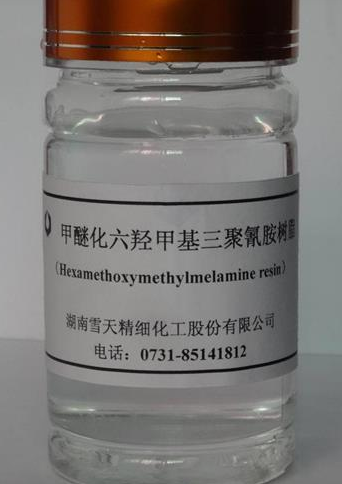 甲醚化六羟甲基三聚氰胺树脂
（Hexamethoxymethylmelamine resin）
湖南雪天精细化工股份有限公司
电话：0731-85141812